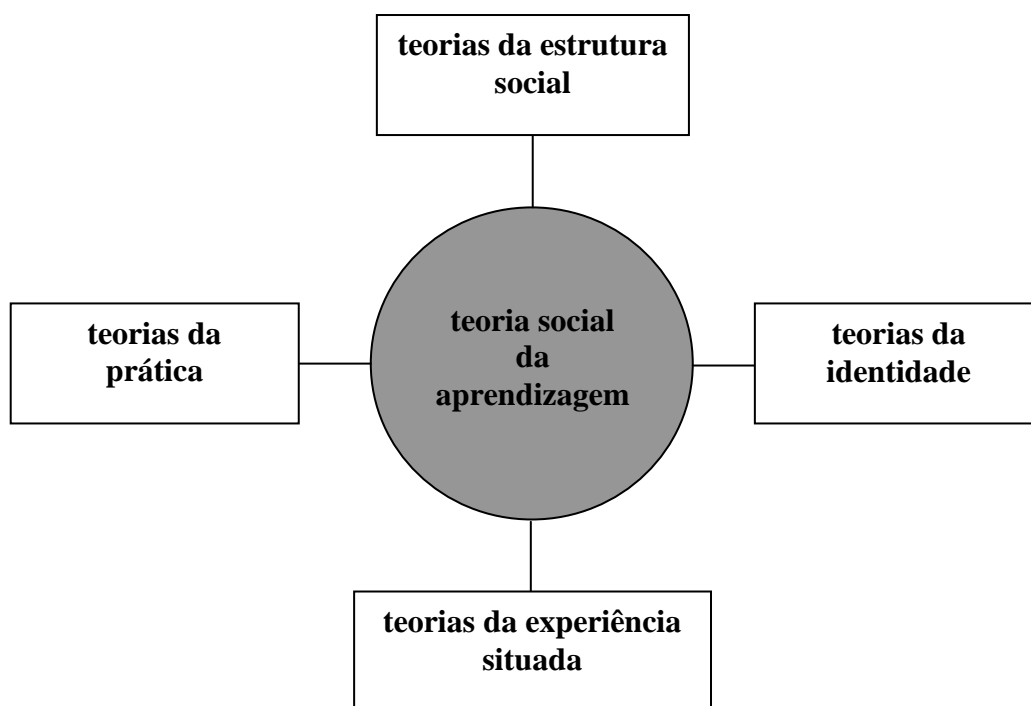 teorias da estrutura
social
teorias da
prática
teoria social
da
aprendizagem
teorias da
identidade
teorias da experiência
situada